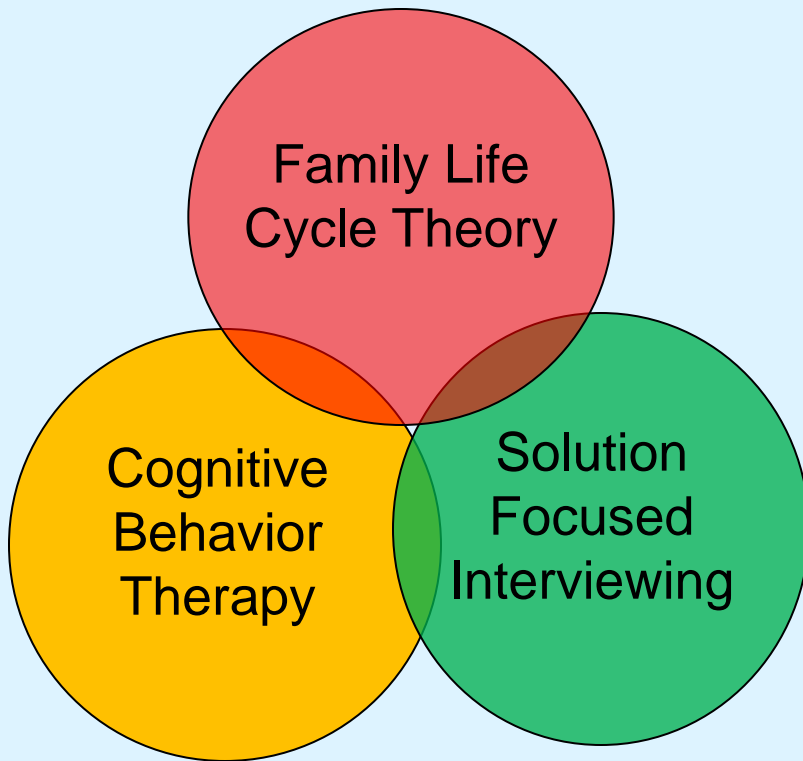 Family Life
Cycle Theory
Cognitive
Behavior
Therapy
Solution
Focused
Interviewing